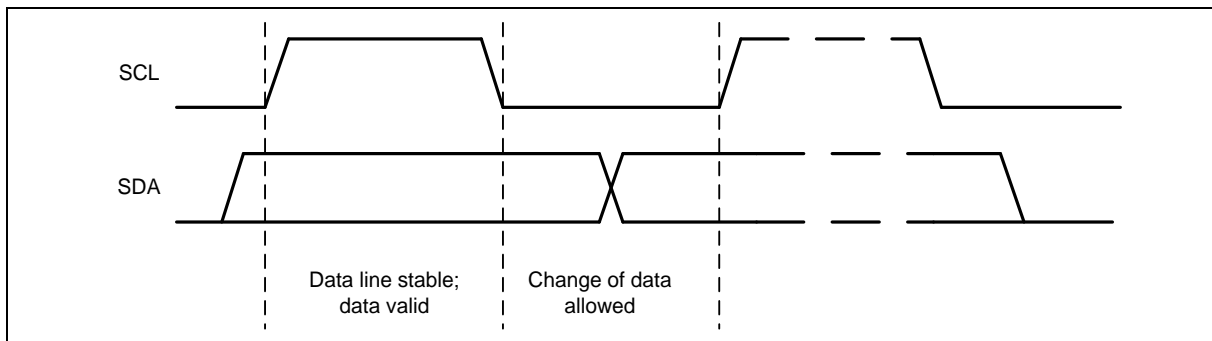 SCL
SDA
Data line stable;
data valid
Change of data
allowed